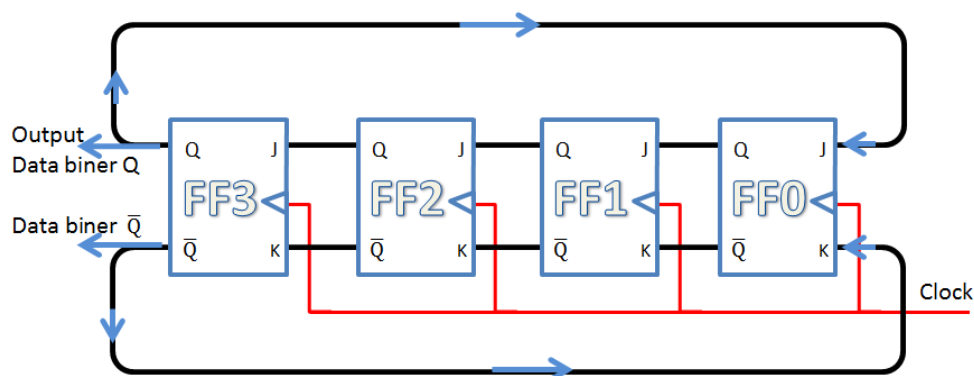 Output
Data biner Q
Data biner Q̅
Q J Q J Q J Q J
FF3 FF2 FF1 FF0
Q̅ K Q̅ K Q̅ K Q̅ K
Clock